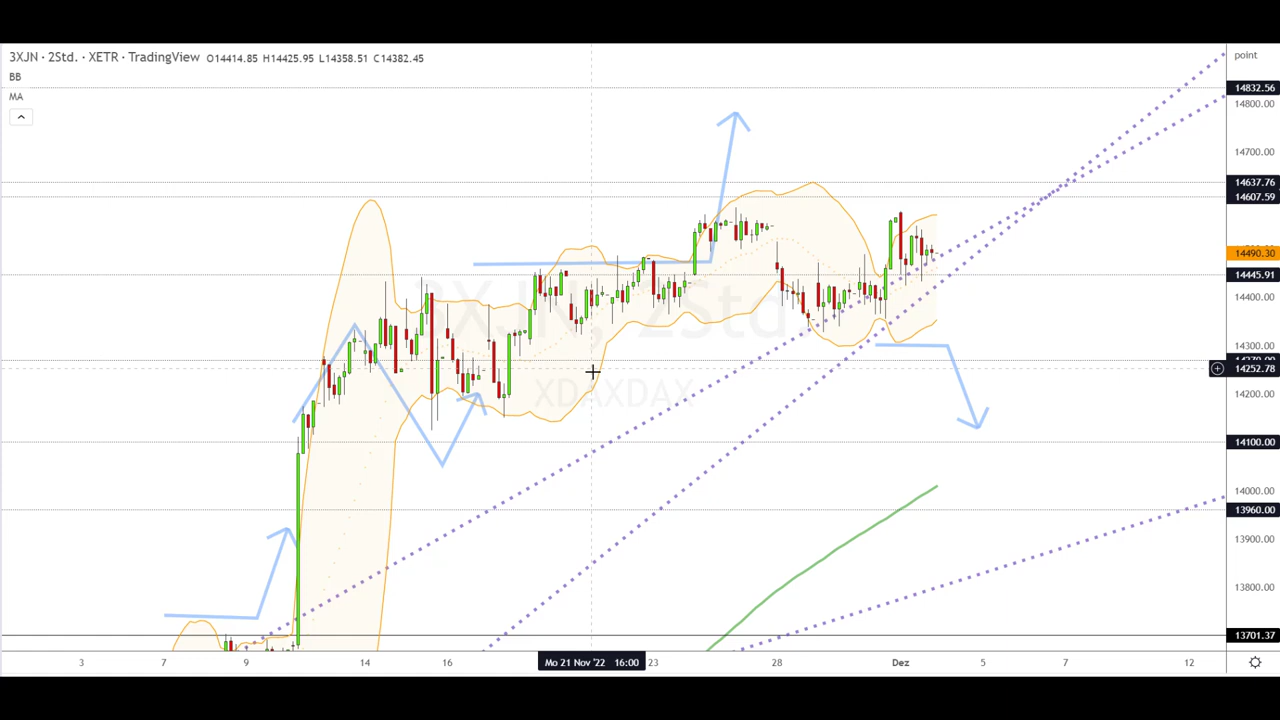 3XJN · 2Std. · XETR · TradingView O14414.85 H14425.95 L14358.51 C14382.45
BB
MA
point
14832.56
14800.00
14700.00
14637.76
14607.59
14490.30
14445.91
14400.00
14300.00
14252.78
14200.00
14100.00
14000.00
13960.00
13900.00
13800.00
13701.37
3XJN, 2Std.
XDAXDAX
3 7 9 14 16 Mo 21 Nov '22 16:00 23 28 Dez 5 7 12